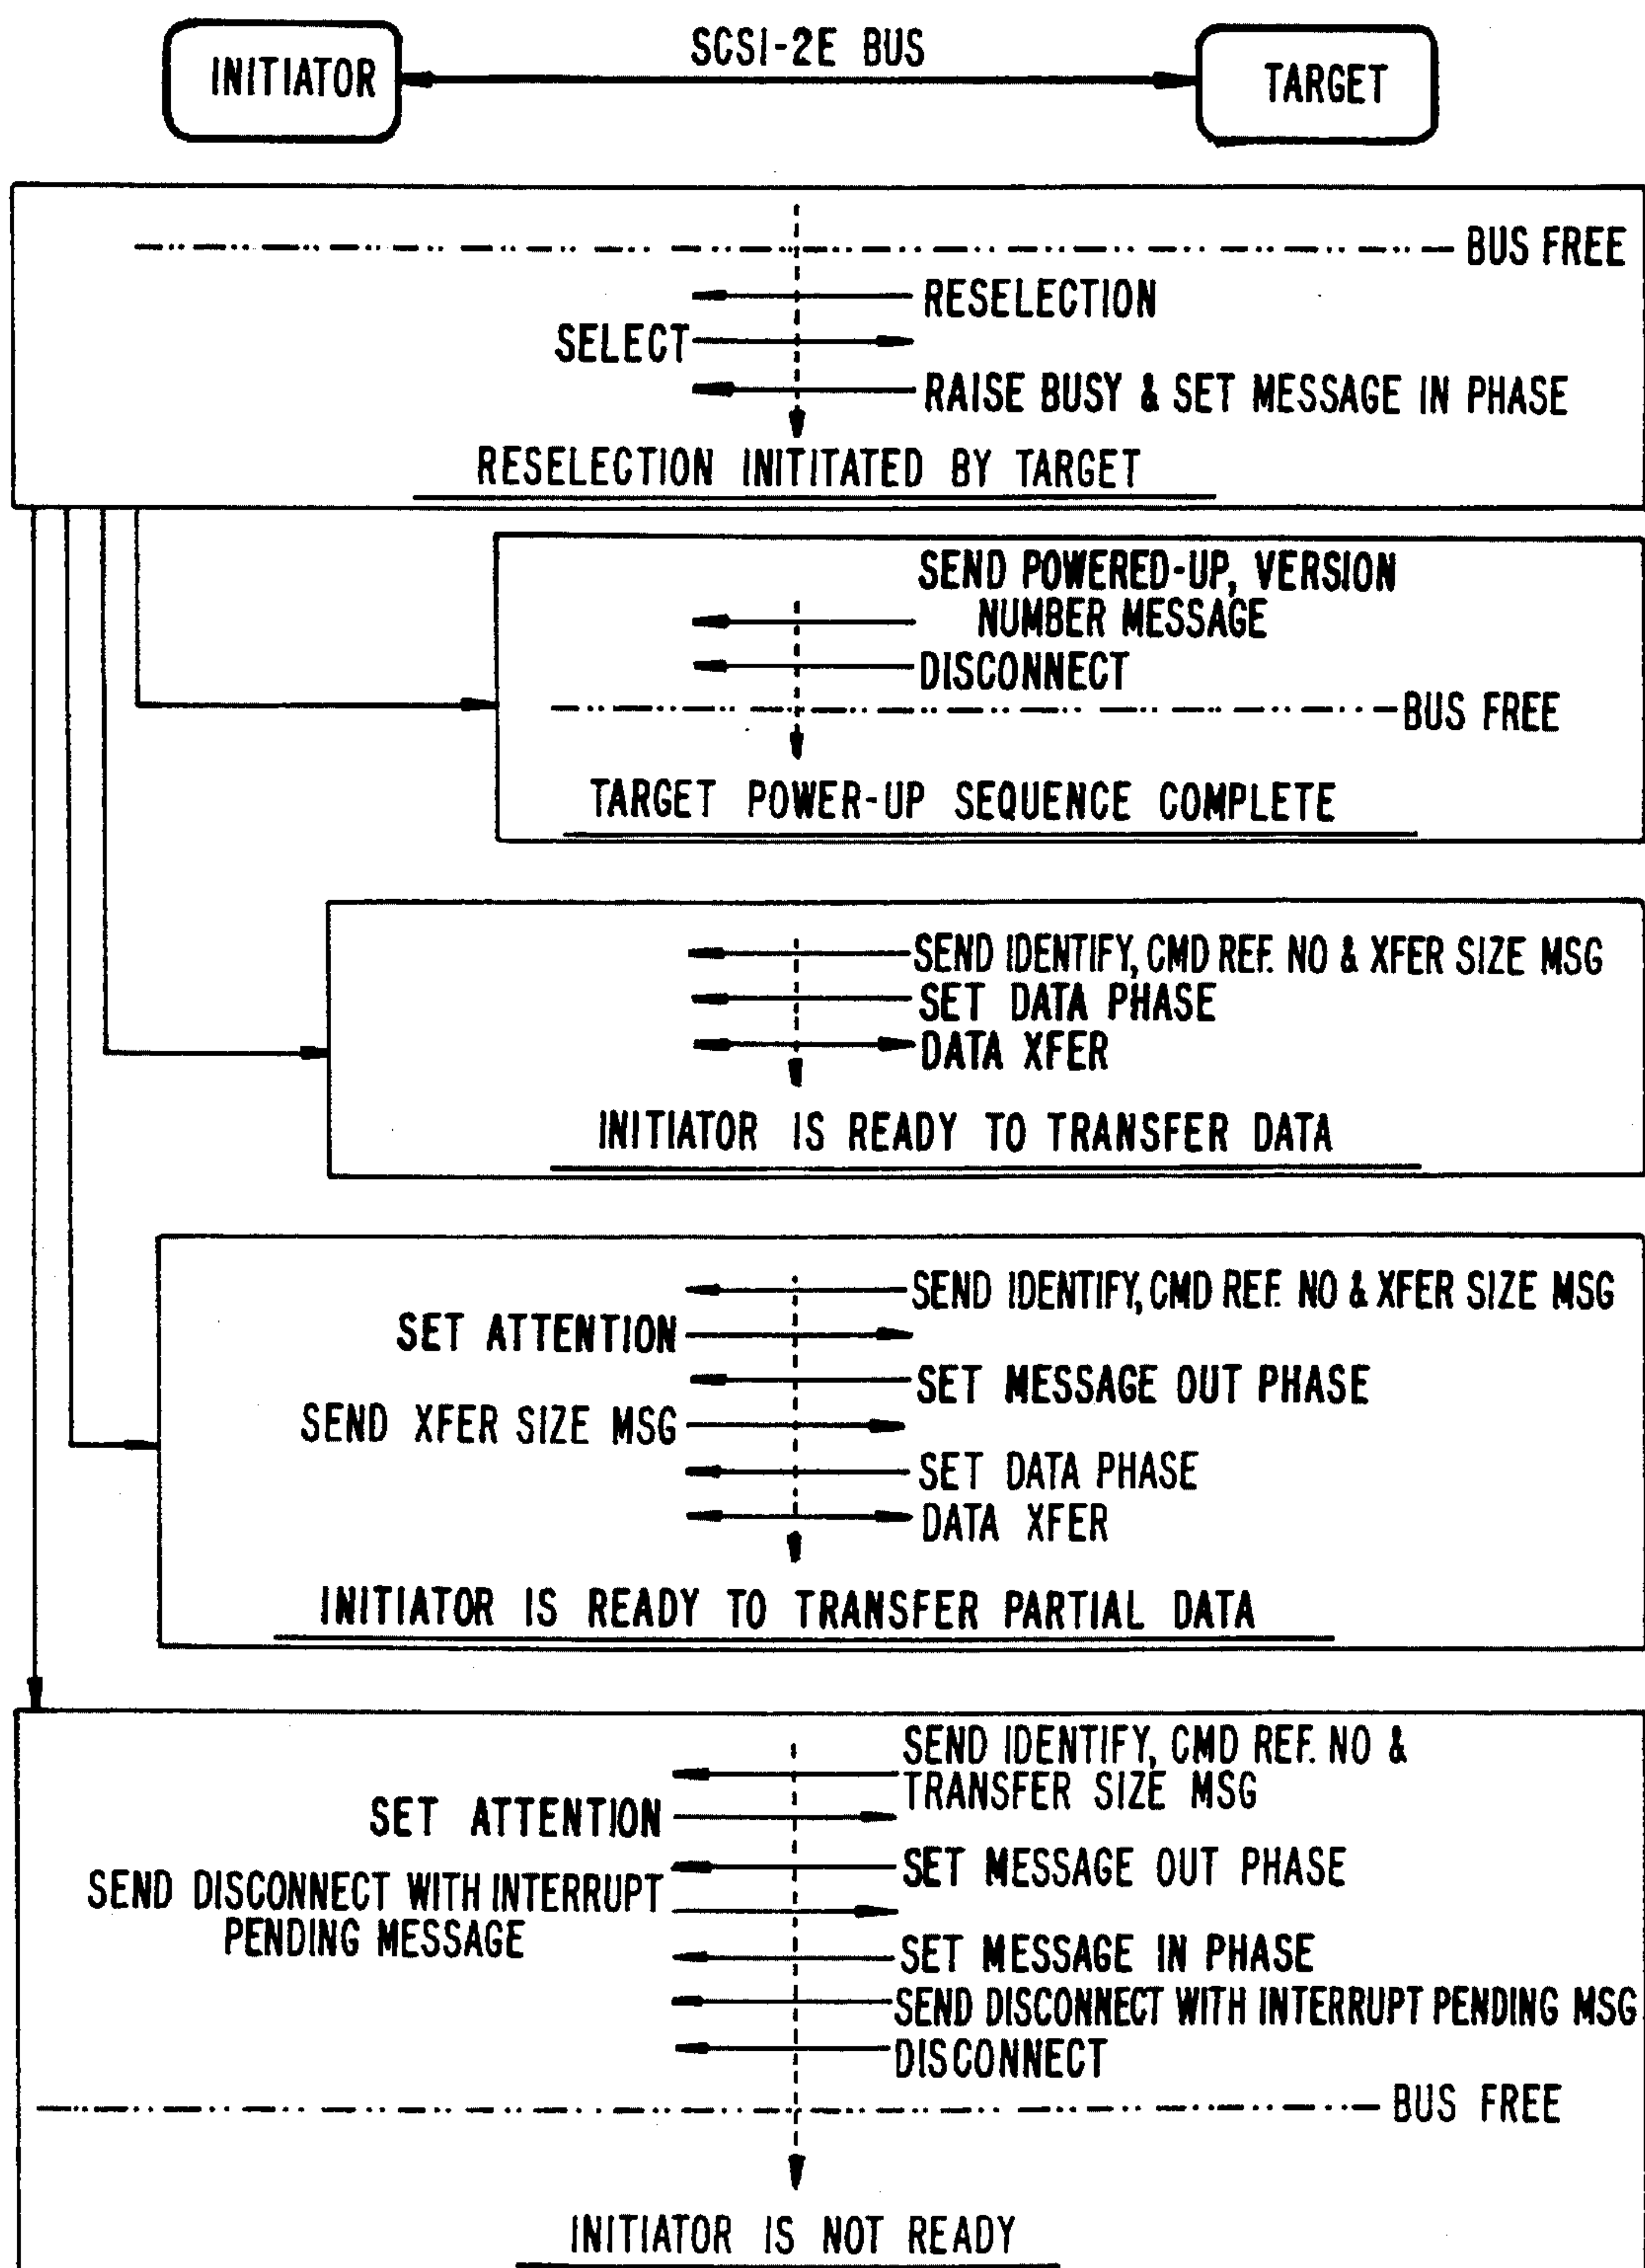 SCSI-2E BUS
INITIATOR
TARGET
BUS FREE
RESELECTION
SELECT
RAISE BUSY & SET MESSAGE IN PHASE
RESELECTION INITITATED BY TARGET
SEND POWERED-UP, VERSION
NUMBER MESSAGE
DISCONNECT
BUS FREE
TARGET POWER-UP SEQUENCE COMPLETE
SEND IDENTIFY, CMD REF. NO & XFER SIZE MSG
SET DATA PHASE
DATA XFER
INITIATOR IS READY TO TRANSFER DATA
SEND IDENTIFY, CMD REF. NO & XFER SIZE MSG
SET ATTENTION
SET MESSAGE OUT PHASE
SEND XFER SIZE MSG
SET DATA PHASE
DATA XFER
INITIATOR IS READY TO TRANSFER PARTIAL DATA
SEND IDENTIFY, CMD REF. NO &
TRANSFER SIZE MSG
SET ATTENTION
SET MESSAGE OUT PHASE
SEND DISCONNECT WITH INTERRUPT
PENDING MESSAGE
SET MESSAGE IN PHASE
SEND DISCONNECT WITH INTERRUPT PENDING MSG
DISCONNECT
BUS FREE
INITIATOR IS NOT READY